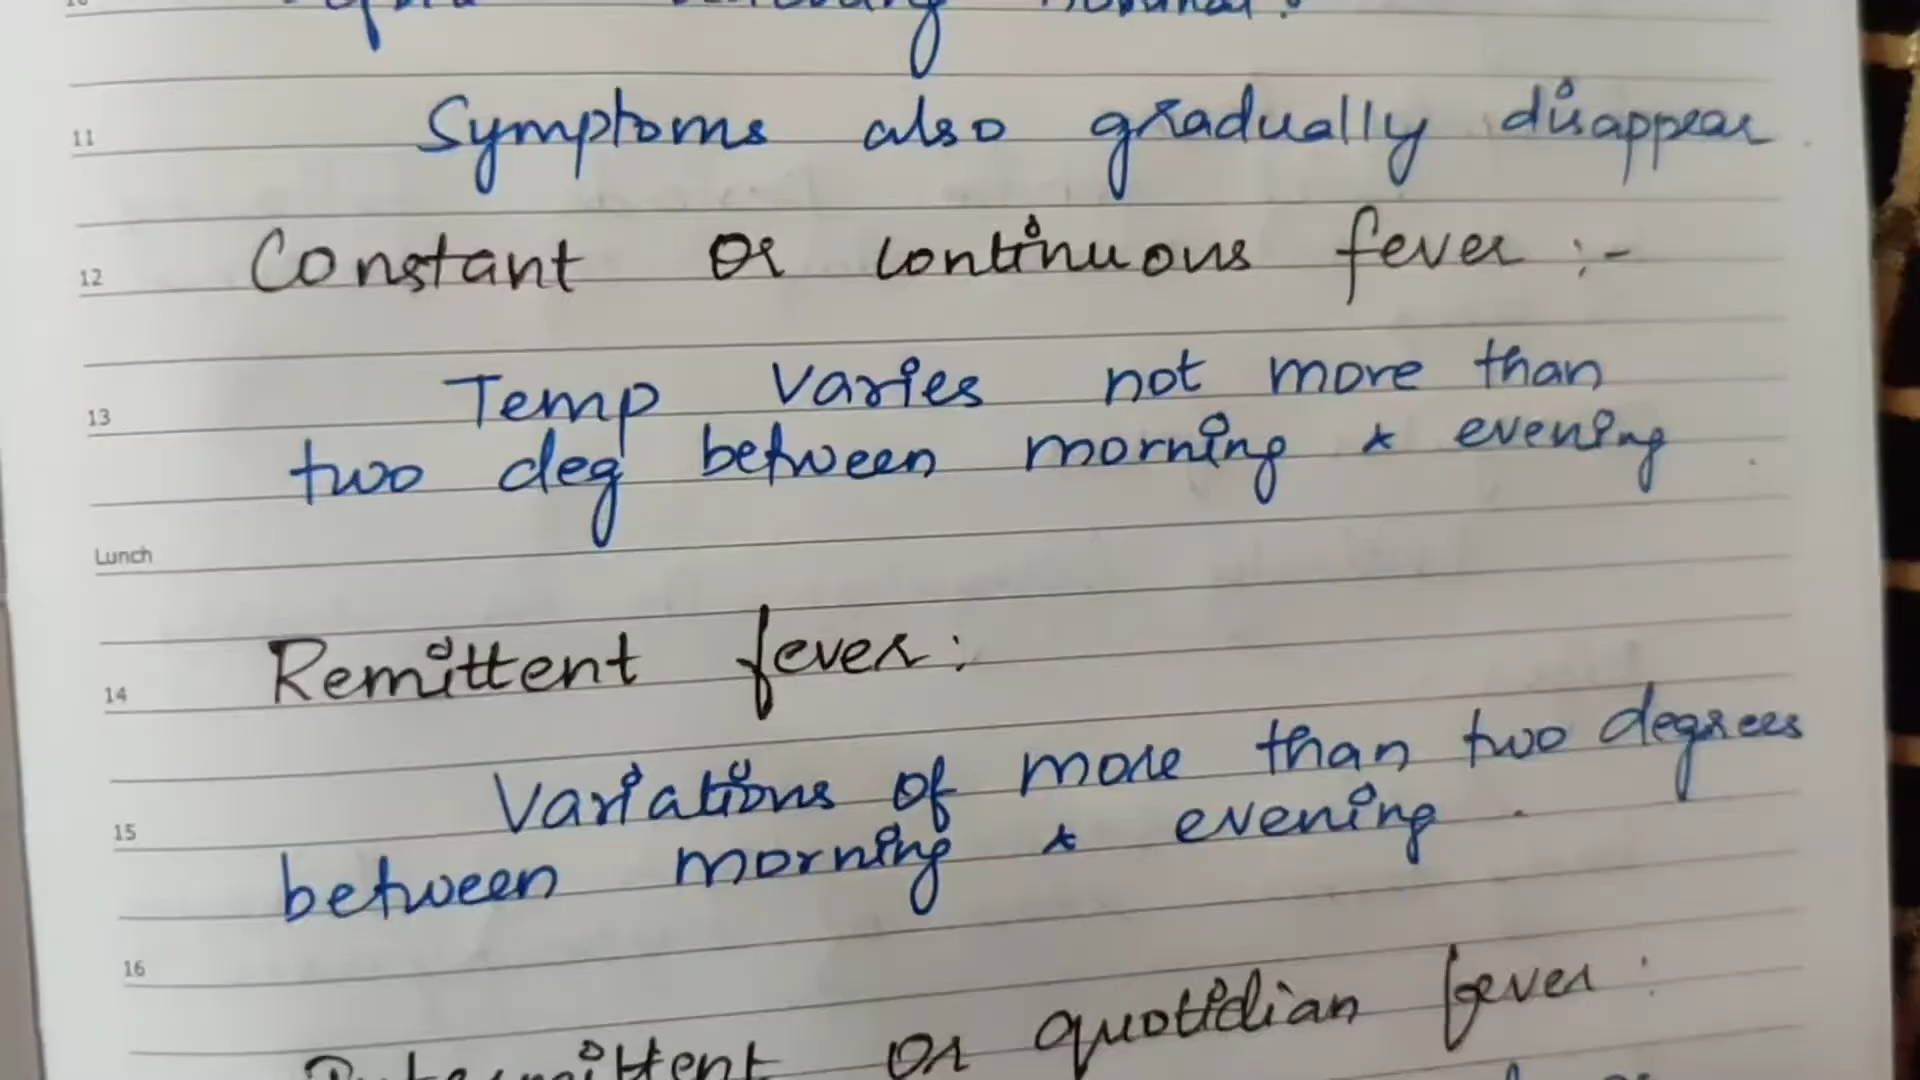 11 Symptoms also gradually disappear
12 Constant or continuous fever :-
13 Temp varies not more than
two deg between morning & evening
Lunch
14 Remittent fever :
Variations of more than two degrees
15 between morning & evening.
16
Intermittent or quotidian fever :